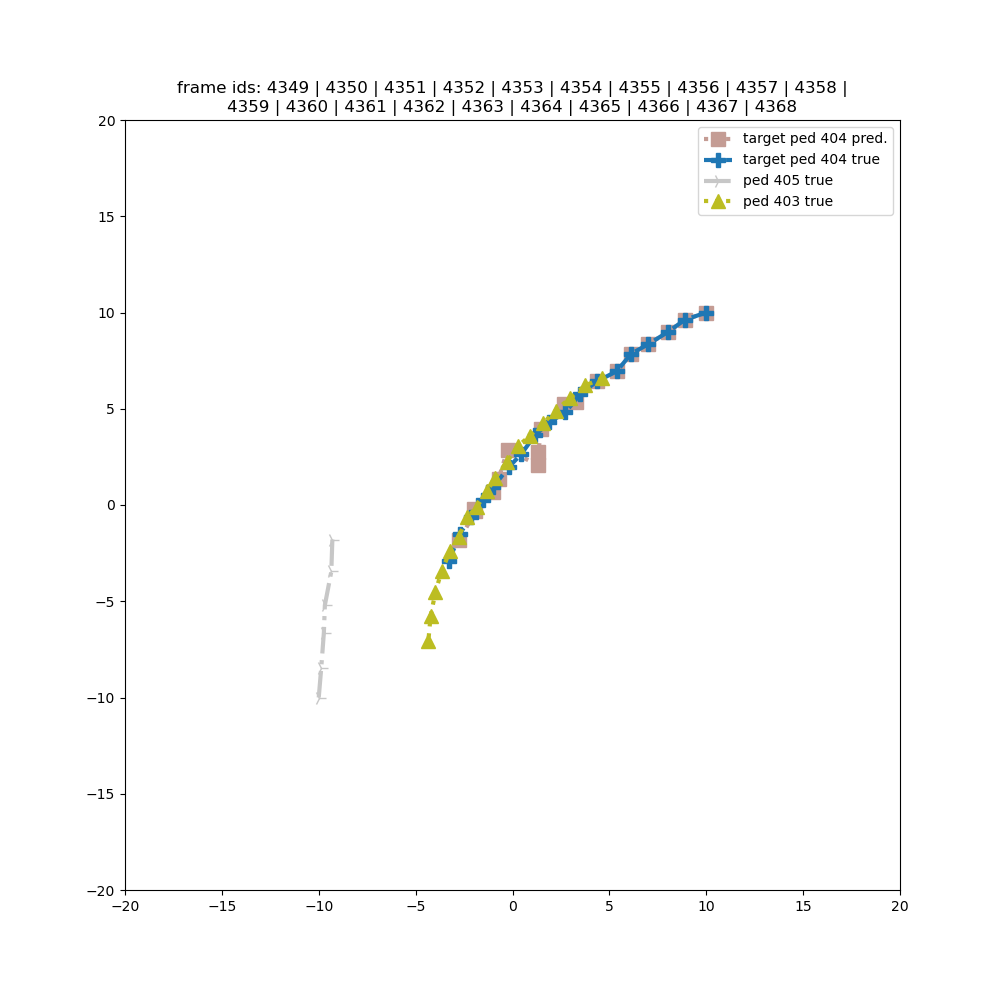 frame ids: 4349 | 4350 | 4351 | 4352 | 4353 | 4354 | 4355 | 4356 | 4357 | 4358 |
4359 | 4360 | 4361 | 4362 | 4363 | 4364 | 4365 | 4366 | 4367 | 4368
target ped 404 pred.
target ped 404 true
ped 405 true
ped 403 true
20
15
10
5
0
−5
−10
−15
−20
−20 −15 −10 −5 0 5 10 15 20